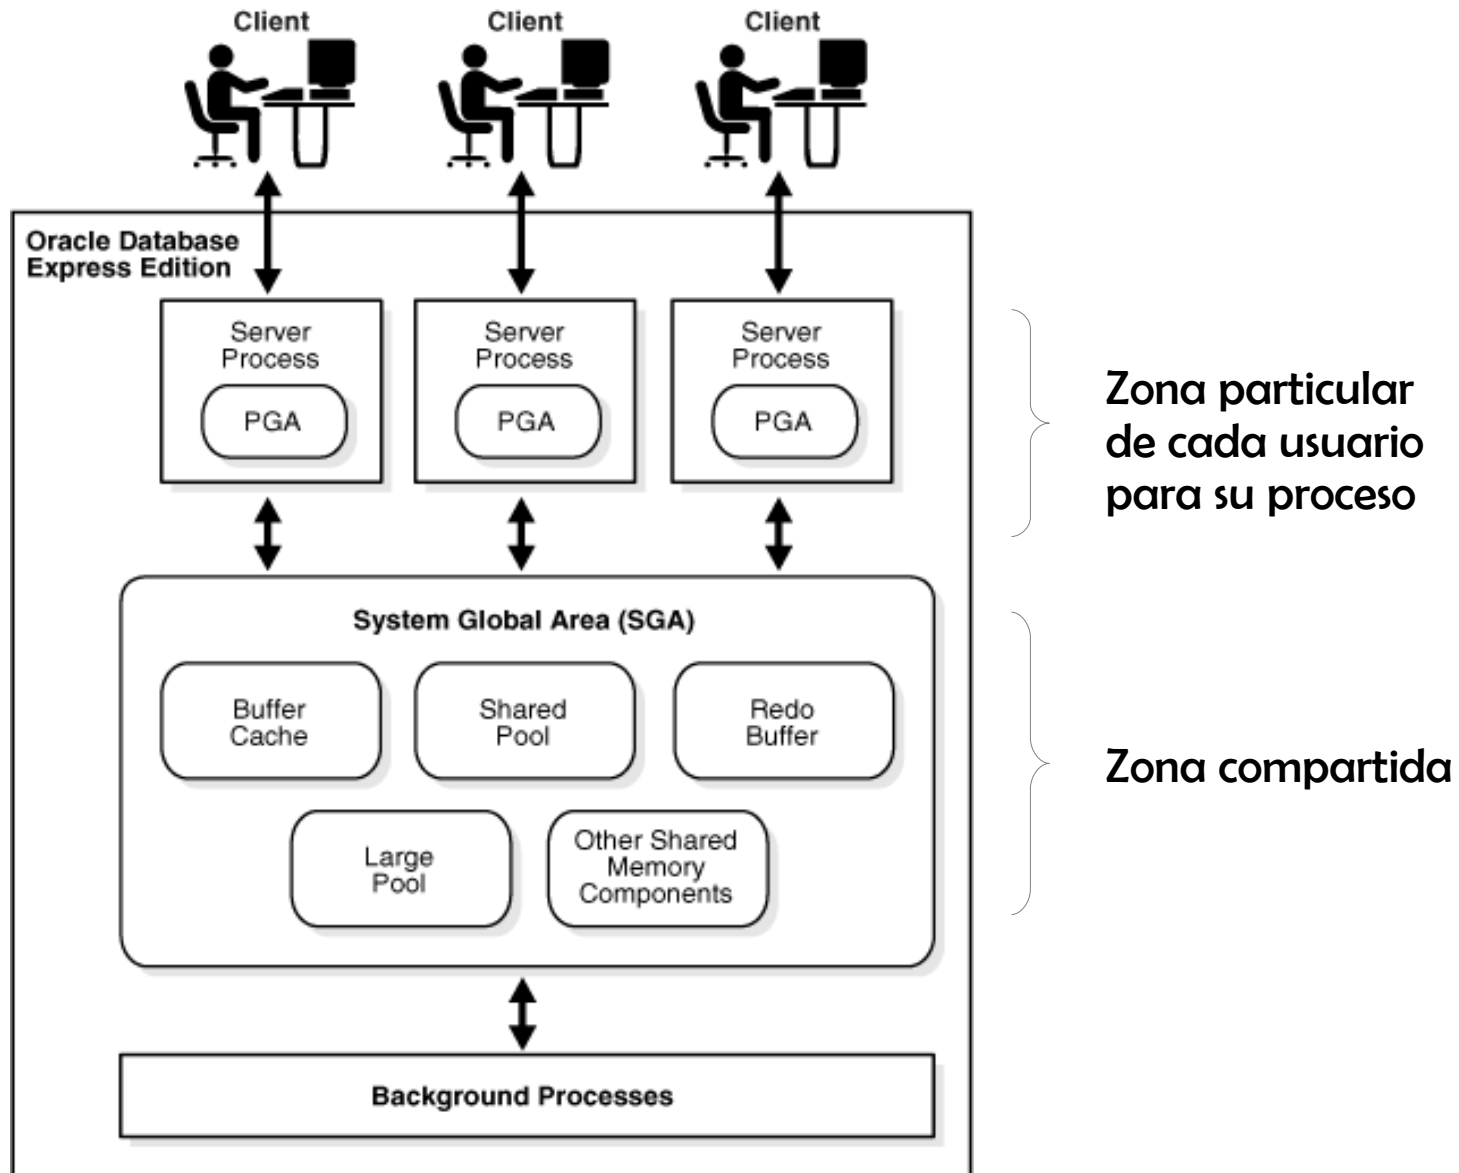 Client
Client
Client
Oracle Database
Express Edition
Server
Process
PGA
Server
Process
PGA
Server
Process
PGA
Zona particular
de cada usuario
para su proceso
System Global Area (SGA)
Buffer
Cache
Shared
Pool
Redo
Buffer
Large
Pool
Other Shared
Memory
Components
Zona compartida
Background Processes